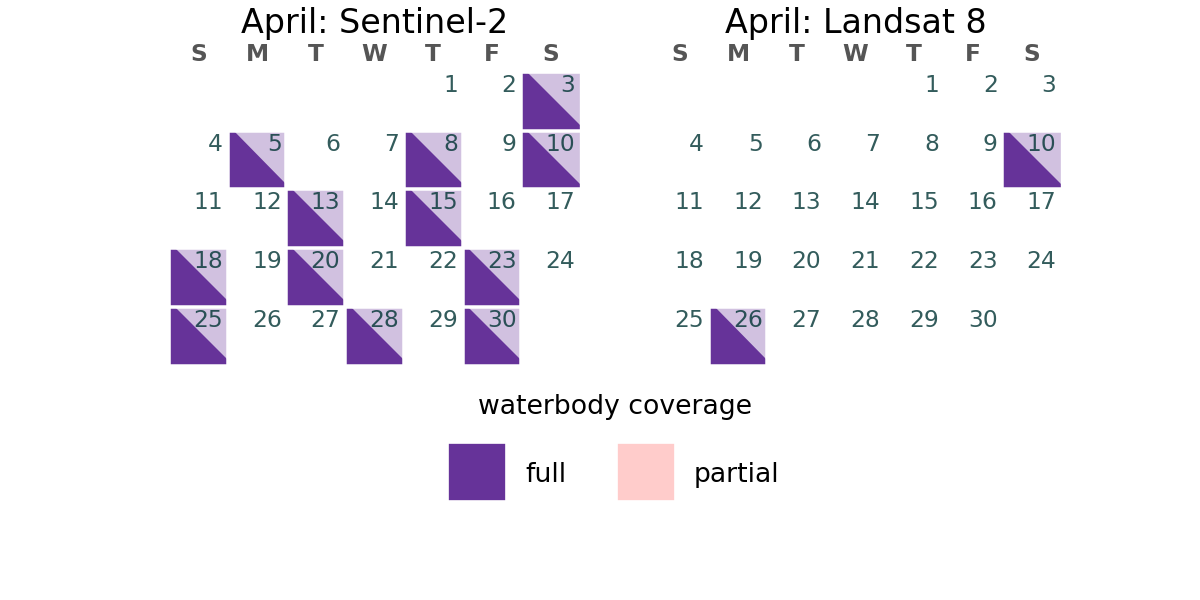 April: Sentinel-2
S M T W T F S
1 2 3
4 5 6 7 8 9 10
11 12 13 14 15 16 17
18 19 20 21 22 23 24
25 26 27 28 29 30
April: Landsat 8
S M T W T F S
1 2 3
4 5 6 7 8 9 10
11 12 13 14 15 16 17
18 19 20 21 22 23 24
25 26 27 28 29 30
waterbody coverage
full
partial